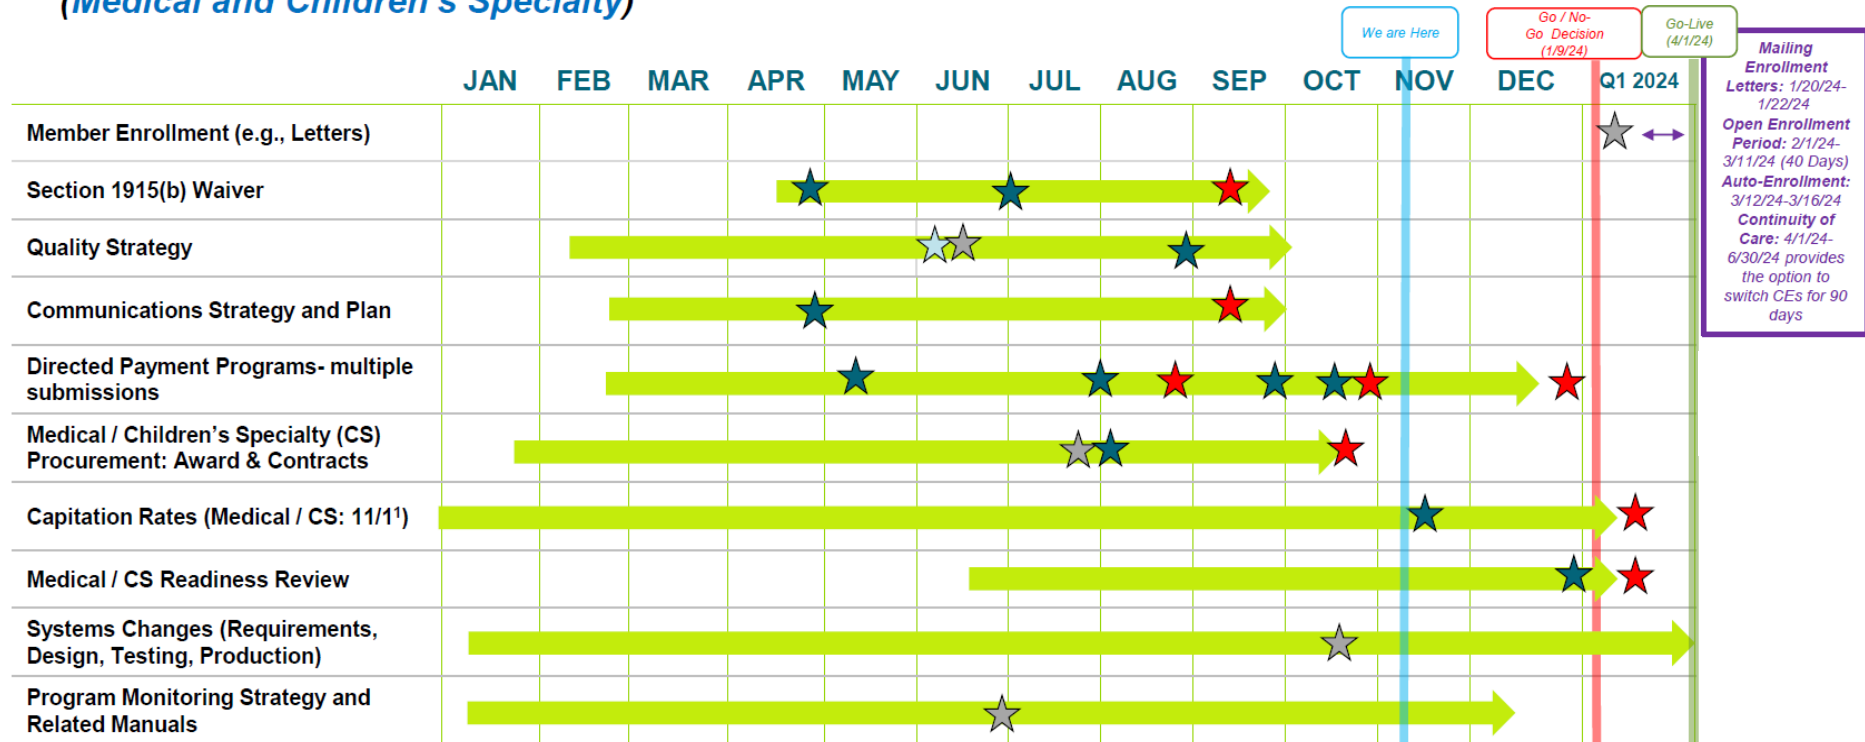 (Medical and Children's Specialty)
We are Here
Go / No-
Go Decision
(1/9/24)
Go-Live
(4/1/24)
JAN FEB MAR APR MAY JUN JUL AUG SEP OCT NOV DEC Q1 2024
Mailing
Enrollment
Letters: 1/20/24-
1/22/24
Open Enrollment
Period: 2/1/24-
3/11/24 (40 Days)
Auto-Enrollment:
3/12/24-3/16/24
Continuity of
Care: 4/1/24-
6/30/24 provides
the option to
switch CEs for 90
days
Member Enrollment (e.g., Letters)
Section 1915(b) Waiver
Quality Strategy
Communications Strategy and Plan
Directed Payment Programs- multiple
submissions
Medical / Children's Specialty (CS)
Procurement: Award & Contracts
Capitation Rates (Medical / CS: 11/1¹)
Medical / CS Readiness Review
Systems Changes (Requirements,
Design, Testing, Production)
Program Monitoring Strategy and
Related Manuals